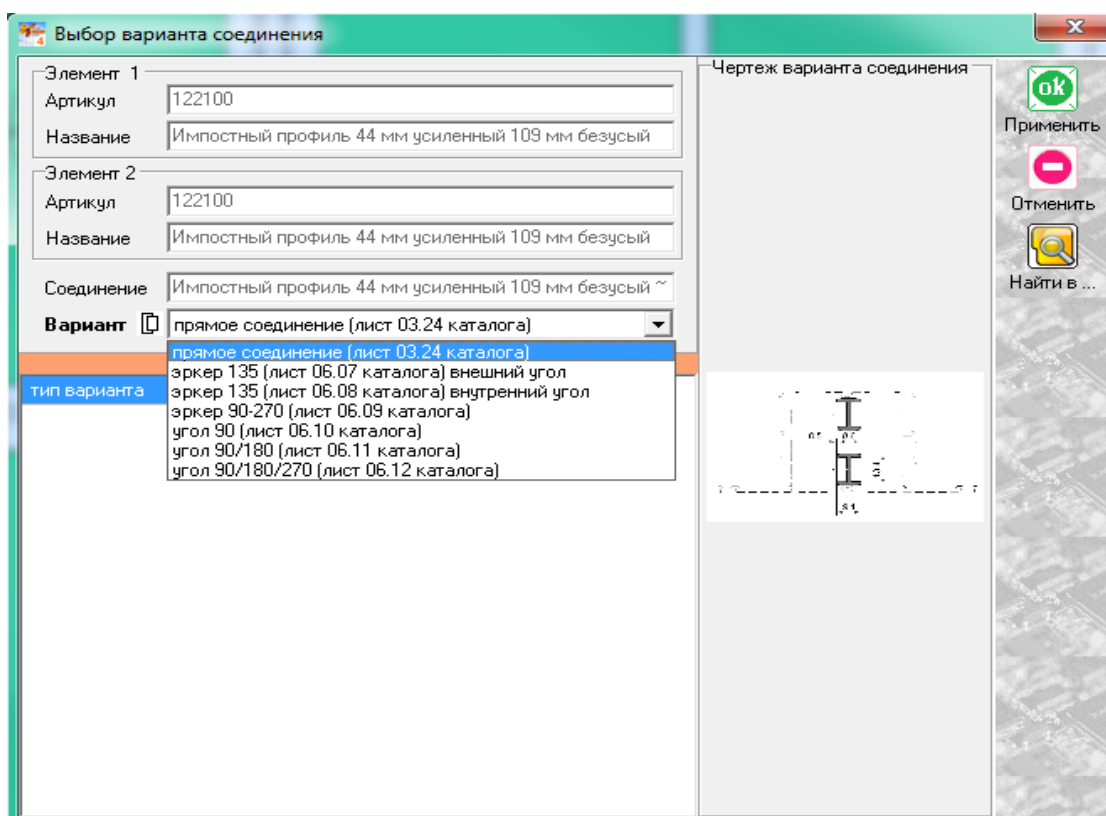 Выбор варианта соединения
Элемент 1
Артикул 122100
Название Импостный профиль 44 мм усиленный 109 мм безусый
Элемент 2
Артикул 122100
Название Импостный профиль 44 мм усиленный 109 мм безусый
Соединение Импостный профиль 44 мм усиленный 109 мм безусый ~
Вариант прямое соединение (лист 03.24 каталога)
прямое соединение (лист 03.24 каталога)
эркер 135 (лист 06.07 каталога) внешний угол
тип варианта
эркер 135 (лист 06.08 каталога) внутренний угол
эркер 90-270 (лист 06.09 каталога)
угол 90 (лист 06.10 каталога)
угол 90/180 (лист 06.11 каталога)
угол 90/180/270 (лист 06.12 каталога)
Чертеж варианта соединения
ok
Применить
Отменить
Найти в ...